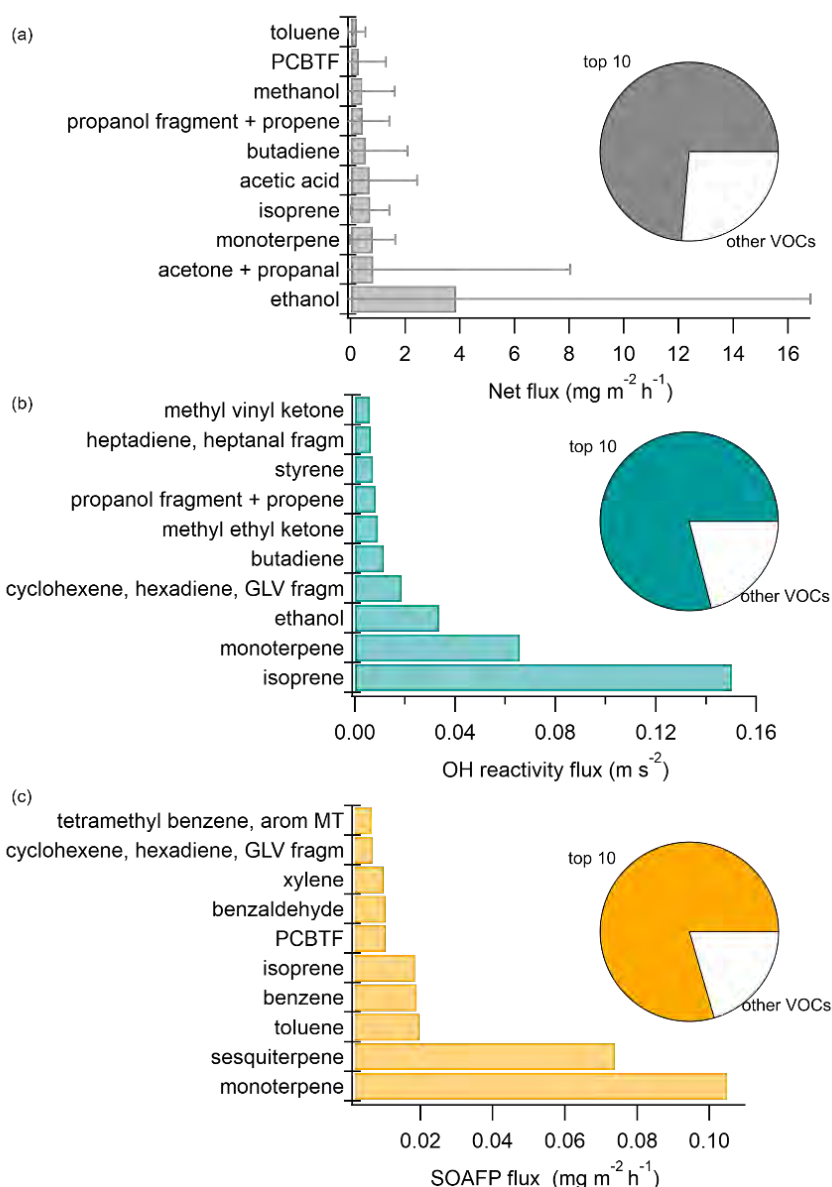 (a)
toluene
PCBTF
methanol
propanol fragment + propene
butadiene
acetic acid
isoprene
monoterpene
acetone + propanal
ethanol
top 10
other VOCs
0 2 4 6 8 10 12 14 16
Net flux (mg m⁻² h⁻¹)
(b)
methyl vinyl ketone
heptadiene, heptanal fragm
styrene
propanol fragment + propene
methyl ethyl ketone
butadiene
cyclohexene, hexadiene, GLV fragm
ethanol
monoterpene
isoprene
top 10
other VOCs
0.00 0.04 0.08 0.12 0.16
OH reactivity flux (m s⁻²)
(c)
tetramethyl benzene, arom MT
cyclohexene, hexadiene, GLV fragm
xylene
benzaldehyde
PCBTF
isoprene
benzene
toluene
sesquiterpene
monoterpene
top 10
other VOCs
0.02 0.04 0.06 0.08 0.10
SOAFP flux (mg m⁻² h⁻¹)